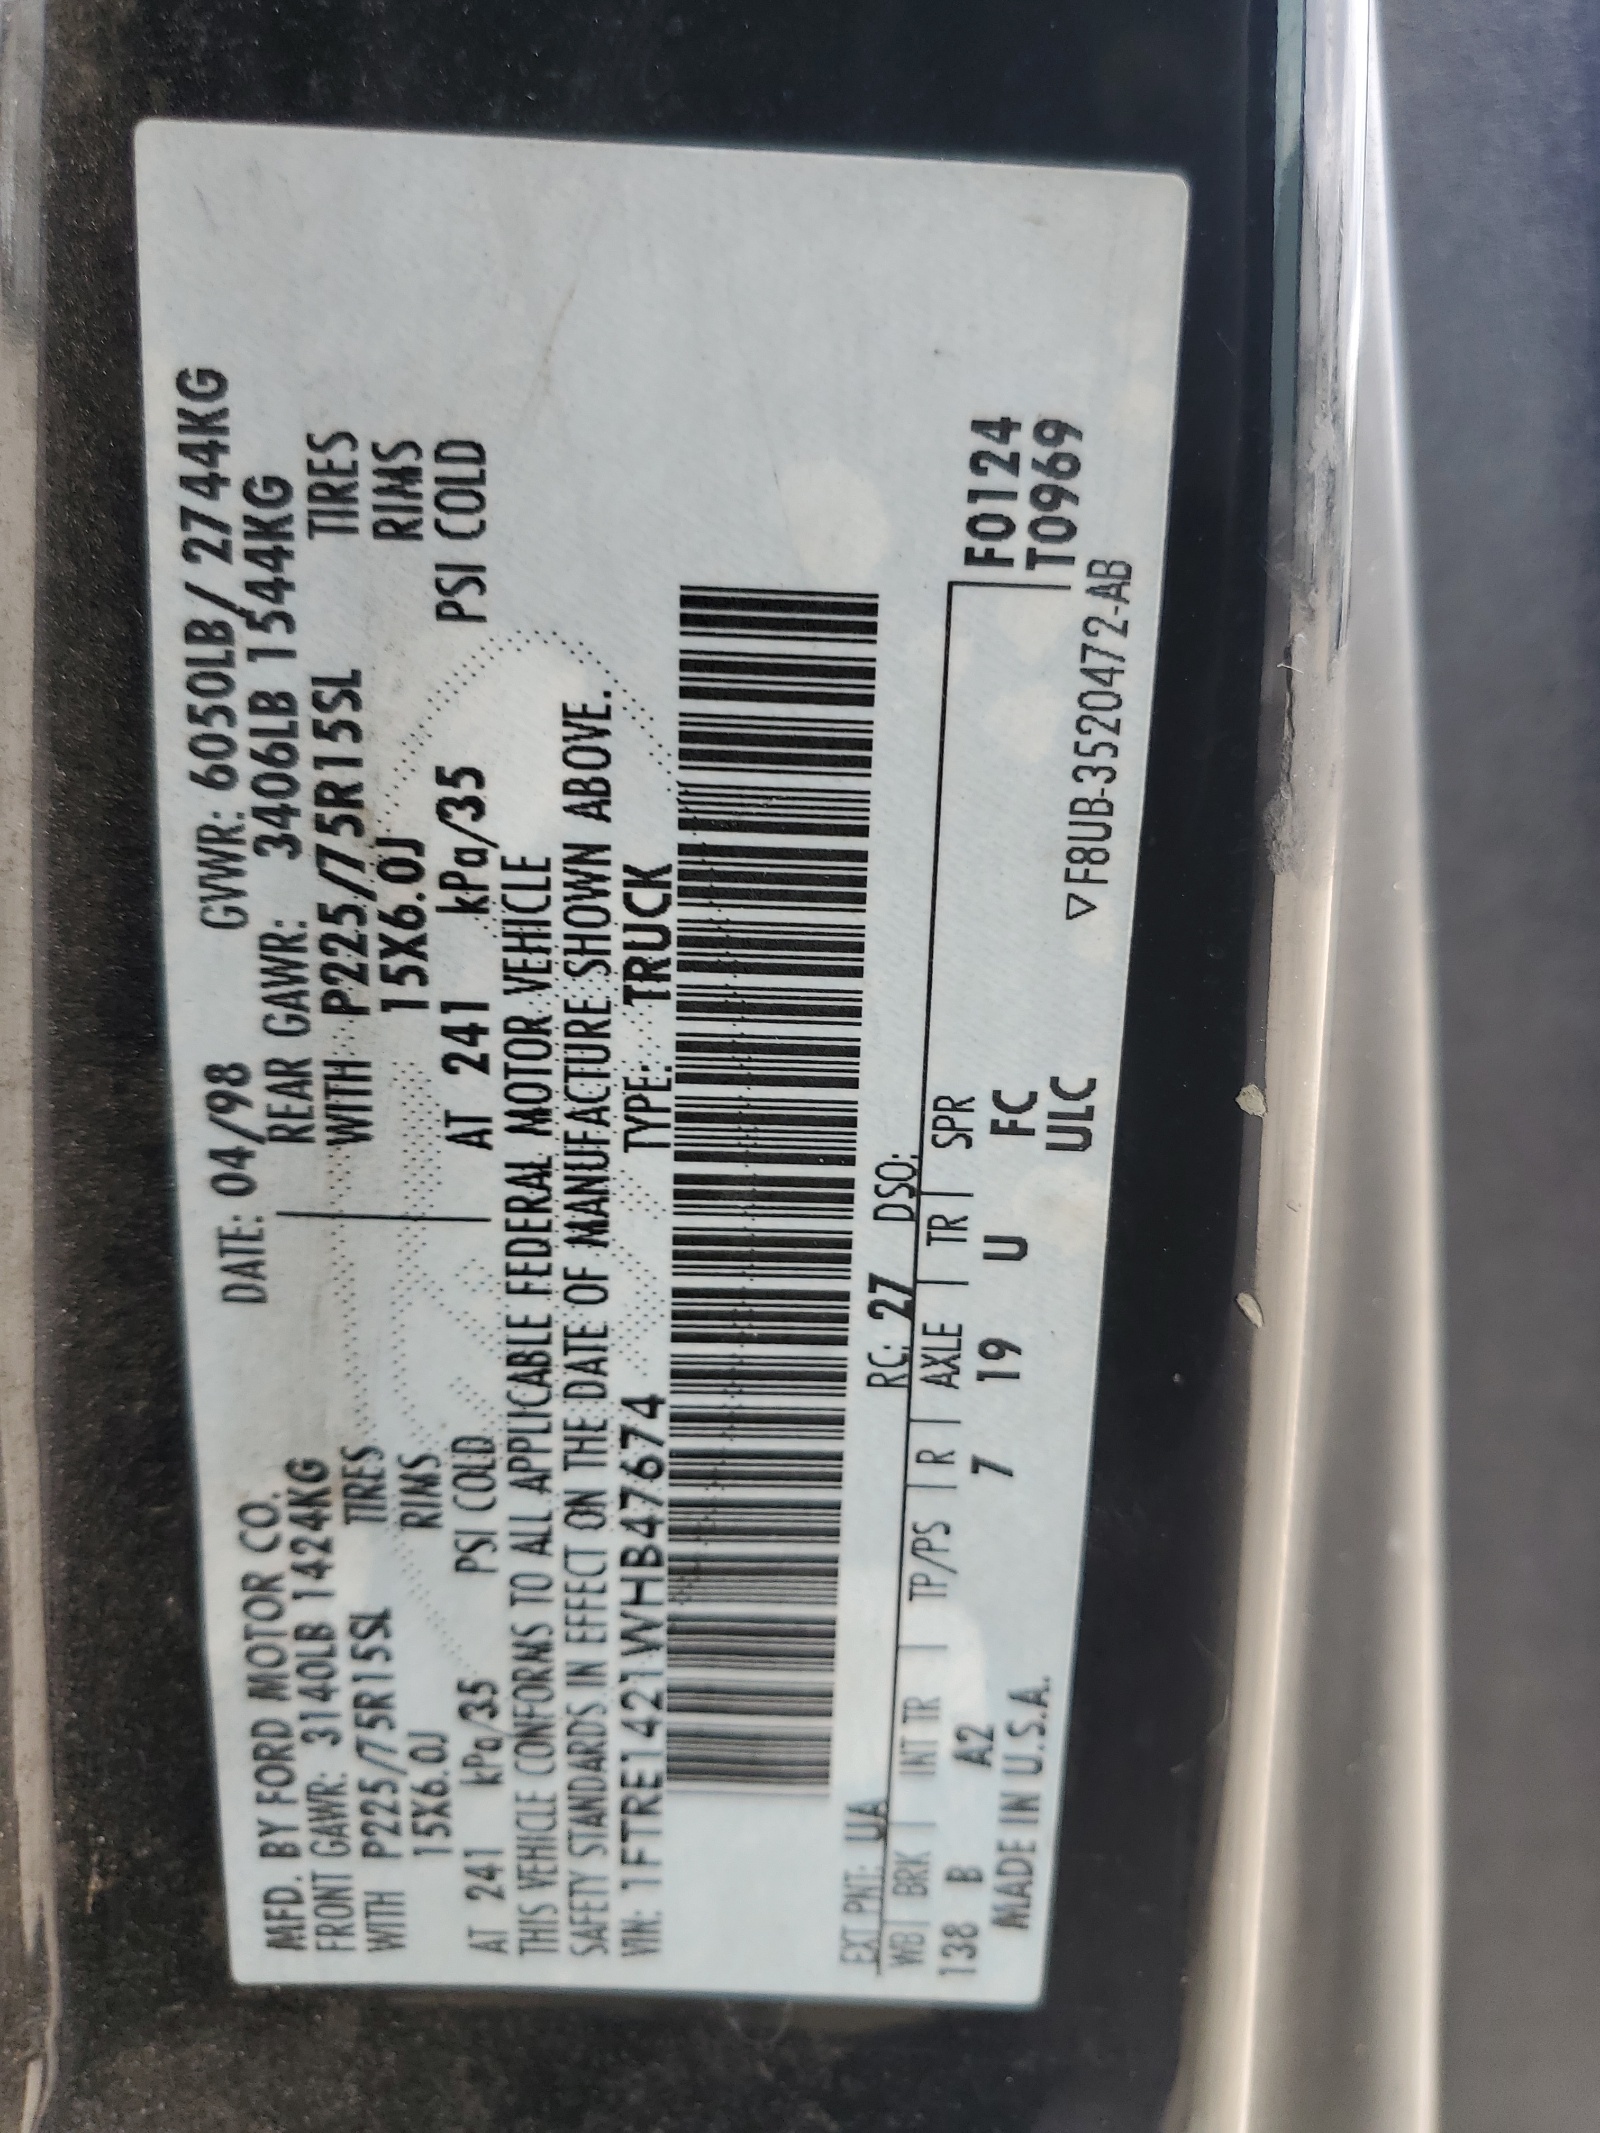 MFD. BY FORD MOTOR CO. DATE: 04/98 GVWR: 6050LB/ 2744KG
FRONT GAWR: 3140LB 1424KG REAR GAWR: 3406LB 1544KG
WITH P225/75R15SL TIRES WITH P225/75R15SL TIRES
15X6.0J RIMS 15X6.0J RIMS
AT 241 kPa/35 PSI COLD AT 241 kPa/35 PSI COLD
THIS VEHICLE CONFORMS TO ALL APPLICABLE FEDERAL MOTOR VEHICLE
SAFETY STANDARDS IN EFFECT ON THE DATE OF MANUFACTURE SHOWN ABOVE.
VIN: 1FTRE1421WHB47674 TYPE: TRUCK
EXT PNT: UA RC: 27 DSO:
WB | BRK | INT TR | TP/PS | R | AXLE | TR | SPR F0124
138 B A2 7 19 U FC T0969
MADE IN U.S.A. ULC
▽F8UB-3520472-AB